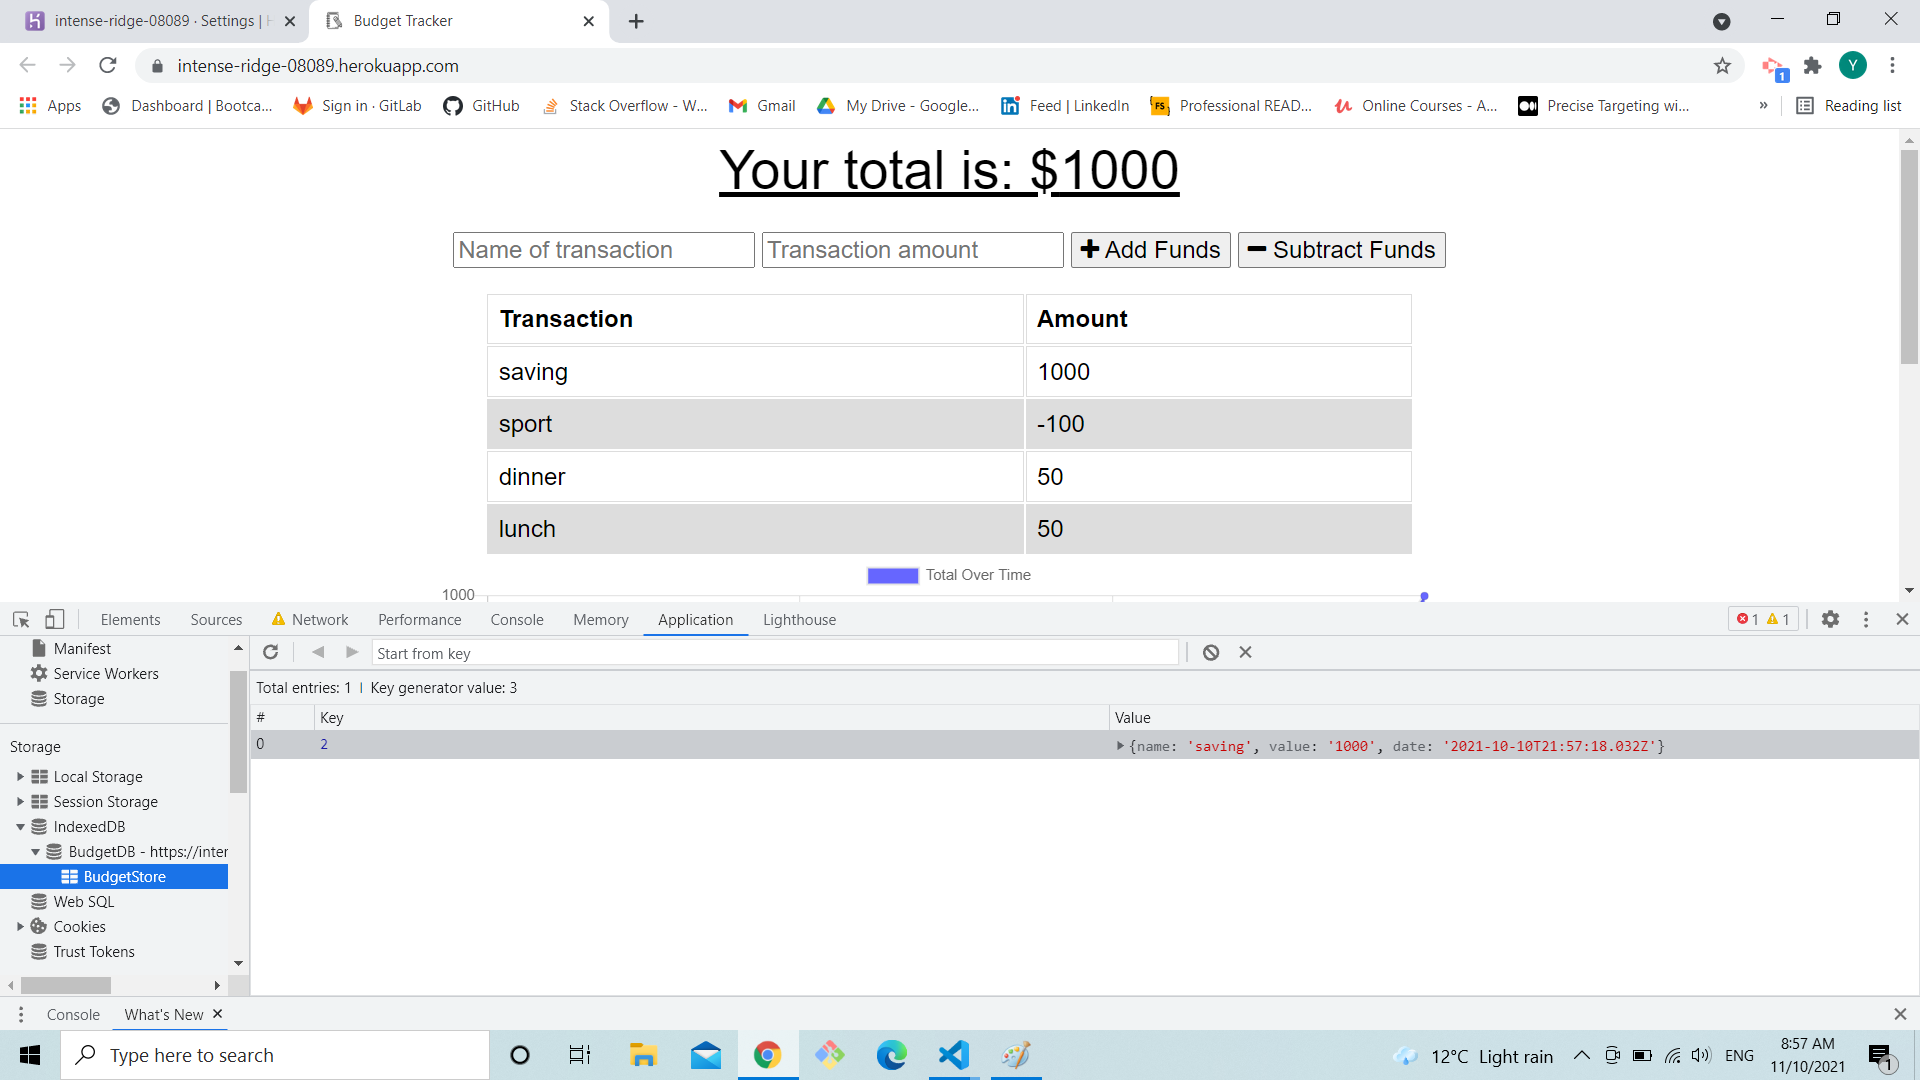 intense-ridge-08089 · Settings | H
Budget Tracker
intense-ridge-08089.herokuapp.com
Y
1
Apps
Dashboard | Bootca...
Sign in · GitLab
GitHub
Stack Overflow - W...
Gmail
My Drive - Google...
Feed | LinkedIn
Professional READ...
Online Courses - A...
Precise Targeting wi...
»
Reading list
Your total is: $1000
Name of transaction
Transaction amount
Add Funds
Subtract Funds
Transaction Amount
saving 1000
sport -100
dinner 50
lunch 50
Total Over Time
1000
Elements
Sources
Network
Performance
Console
Memory
Application
Lighthouse
1 1
Manifest
Service Workers
Storage
Storage
Local Storage
Session Storage
IndexedDB
BudgetDB - https://inter
BudgetStore
Web SQL
Cookies
Trust Tokens
Start from key
Total entries: 1 Key generator value: 3
# Key Value
0 2 {name: 'saving', value: '1000', date: '2021-10-10T21:57:18.032Z'}
Console
What's New
Type here to search
12°C Light rain
ENG
8:57 AM
11/10/2021
1